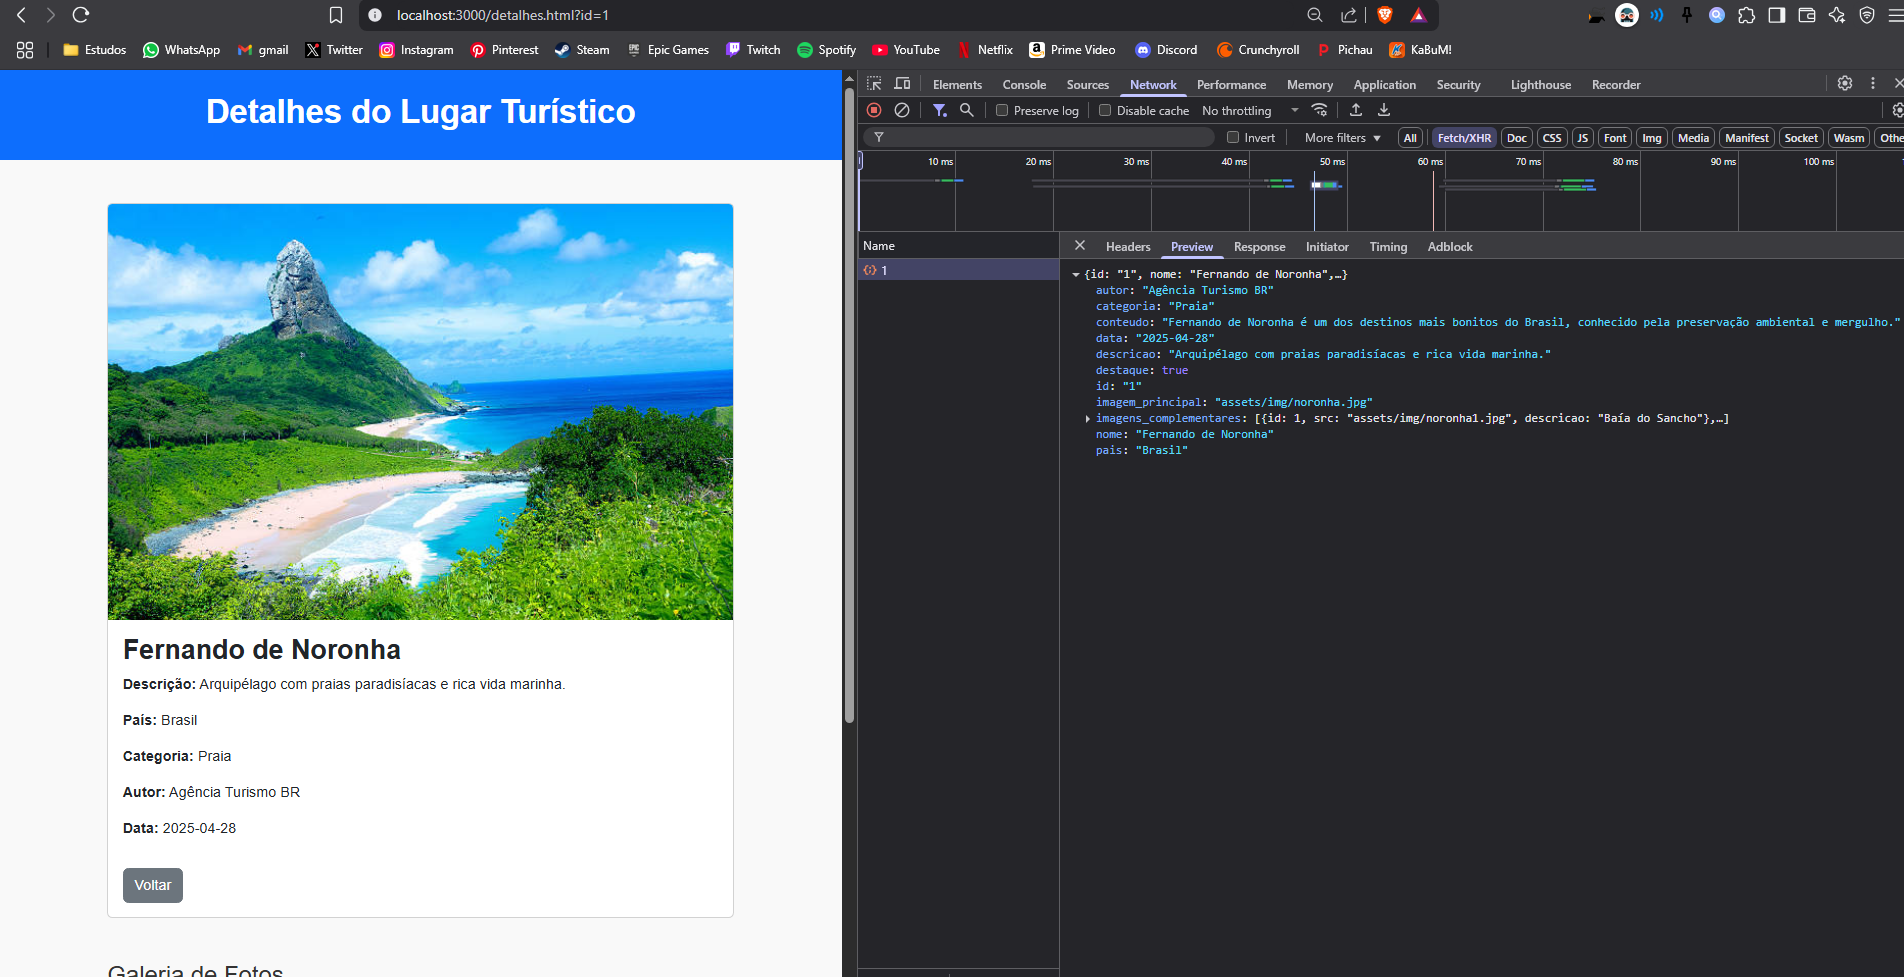 localhost:3000/detalhes.html?id=1
Estudos WhatsApp gmail Twitter Instagram Pinterest Steam Epic Games Twitch Spotify YouTube Netflix Prime Video Discord Crunchyroll Pichau KaBuM!
Detalhes do Lugar Turístico
Fernando de Noronha
Descrição: Arquipélago com praias paradisíacas e rica vida marinha.
País: Brasil
Categoria: Praia
Autor: Agência Turismo BR
Data: 2025-04-28
Voltar
Galeria de Fotos
Elements Console Sources Network Performance Memory Application Security Lighthouse Recorder
Preserve log Disable cache No throttling
Invert More filters All Fetch/XHR Doc CSS JS Font Img Media Manifest Socket Wasm Othe
10 ms 20 ms 30 ms 40 ms 50 ms 60 ms 70 ms 80 ms 90 ms 100 ms
Name
1
Headers Preview Response Initiator Timing Adblock
{id: "1", nome: "Fernando de Noronha",…}
autor: "Agência Turismo BR"
categoria: "Praia"
conteudo: "Fernando de Noronha é um dos destinos mais bonitos do Brasil, conhecido pela preservação ambiental e mergulho."
data: "2025-04-28"
descricao: "Arquipélago com praias paradisíacas e rica vida marinha."
destaque: true
id: "1"
imagem_principal: "assets/img/noronha.jpg"
imagens_complementares: [{id: 1, src: "assets/img/noronha1.jpg", descricao: "Baía do Sancho"},…]
nome: "Fernando de Noronha"
pais: "Brasil"